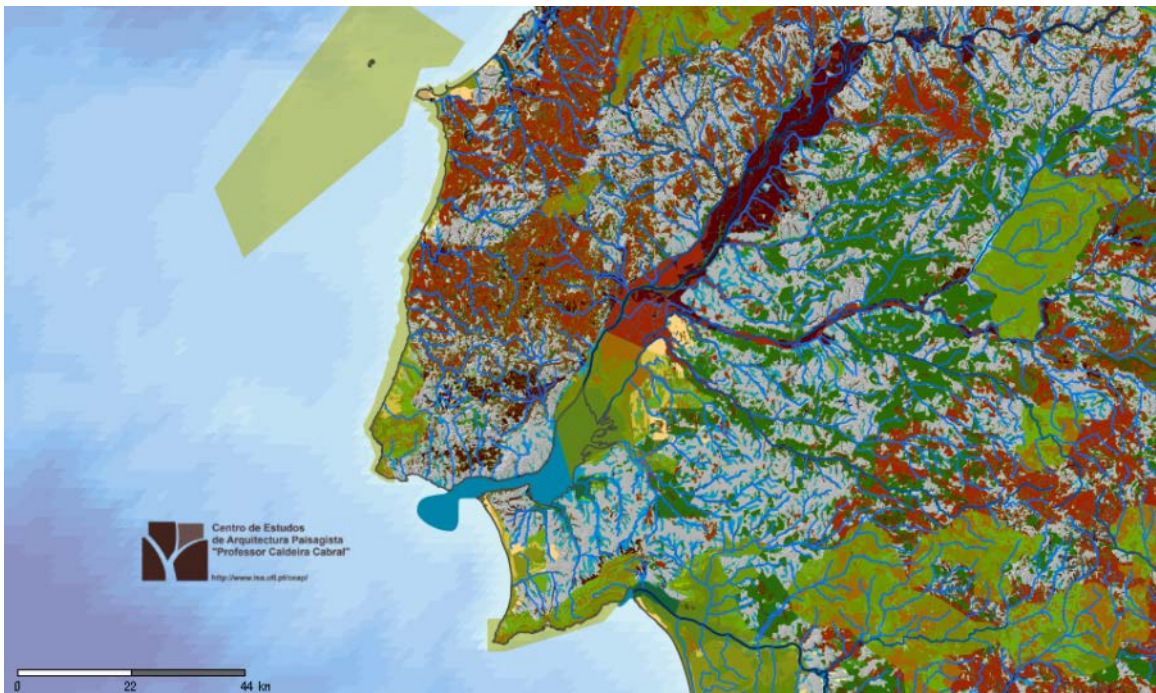 Centro de Estudos
de Arquitectura Paisagista
"Professor Caldeira Cabral"
http://www.isa.utl.pt/ceap/
0 22 44 km